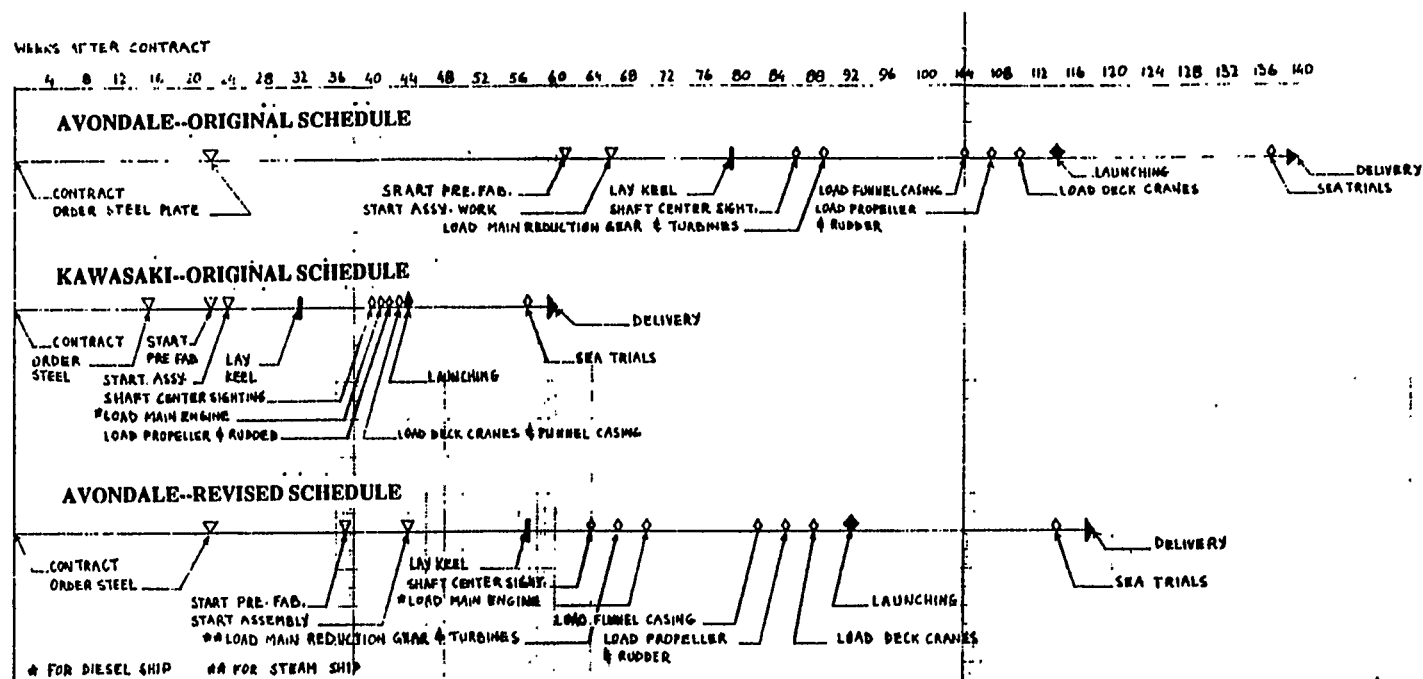 WEEKS AFTER CONTRACT
4 8 12 16 20 24 28 32 36 40 44 48 52 56 60 64 68 72 76 80 84 88 92 96 100 104 108 112 116 120 124 128 132 136 140
AVONDALE--ORIGINAL SCHEDULE
CONTRACT
ORDER STEEL PLATE
SRART PRE. FAB.
START ASSY. WORK
LAY KEEL
SHAFT CENTER SIGHT.
LOAD MAIN REDUCTION GEAR & TURBINES
LOAD FUNNEL CASING
LOAD PROPELLER
& RUDDER
LAUNCHING
LOAD DECK CRANES
DELIVERY
SEA TRIALS
KAWASAKI--ORIGINAL SCHEDULE
CONTRACT
ORDER
STEEL
START.
PRE FAB
START. ASSY.
LAY
KEEL
SHAFT CENTER SIGHTING
*LOAD MAIN ENGINE
LOAD PROPELLER & RUDDED
LAUNCHING
LOAD DECK CRANES & FUNNEL CASING
DELIVERY
SEA TRIALS
AVONDALE--REVISED SCHEDULE
CONTRACT
ORDER STEEL
START PRE. FAB.
START ASSEMBLY
LAY KEEL
SHAFT CENTER SIGHT.
*LOAD MAIN ENGINE
**LOAD MAIN REDUCTION GEAR & TURBINES
LOAD FUNNEL CASING
LOAD PROPELLER
& RUDDER
LAUNCHING
LOAD DECK CRANES
DELIVERY
SEA TRIALS
* FOR DIESEL SHIP ** FOR STEAM SHIP